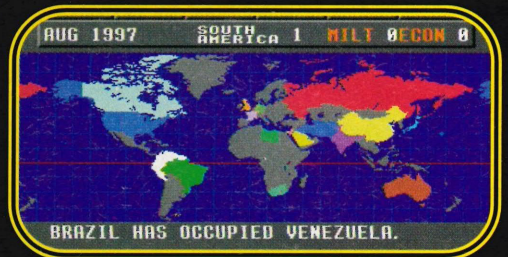 AUG 1997 SOUTH AMERICA 1 MILT 0 ECON 0
BRAZIL HAS OCCUPIED VENEZUELA.